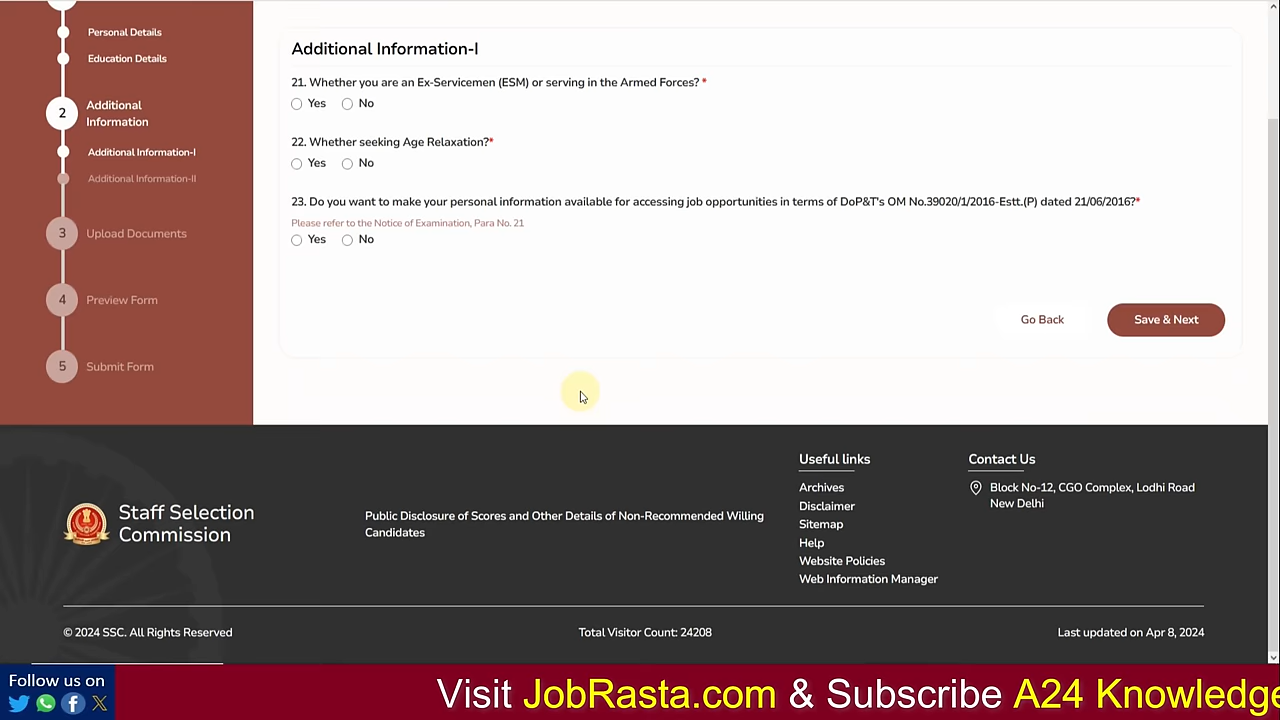 Personal Details
Education Details
2
Additional
Information
Additional Information-I
Additional Information-II
3
Upload Documents
4
Preview Form
5
Submit Form
Additional Information-I
21. Whether you are an Ex-Servicemen (ESM) or serving in the Armed Forces? *
Yes No
22. Whether seeking Age Relaxation?*
Yes No
23. Do you want to make your personal information available for accessing job opportunities in terms of DoP&T's OM No.39020/1/2016-Estt.(P) dated 21/06/2016?*
Please refer to the Notice of Examination, Para No. 21
Yes No
Go Back
Save & Next
Staff Selection
Commission
Public Disclosure of Scores and Other Details of Non-Recommended Willing
Candidates
Useful links
Archives
Disclaimer
Sitemap
Help
Website Policies
Web Information Manager
Contact Us
Block No-12, CGO Complex, Lodhi Road
New Delhi
© 2024 SSC. All Rights Reserved
Total Visitor Count: 24208
Last updated on Apr 8, 2024
Follow us on
Visit JobRasta.com & Subscribe A24 Knowledge